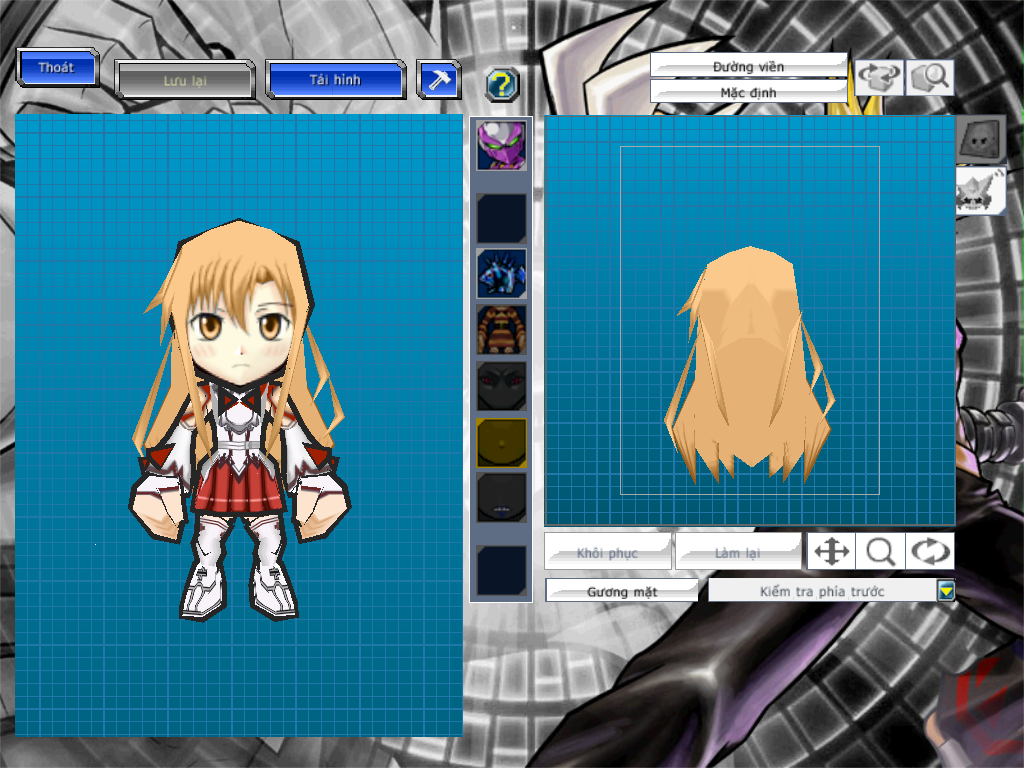 Thoát
Lưu lại
Tải hình
?
Đường viền
Mặc định
Khôi phục
Làm lại
Gương mặt
Kiểm tra phía trước